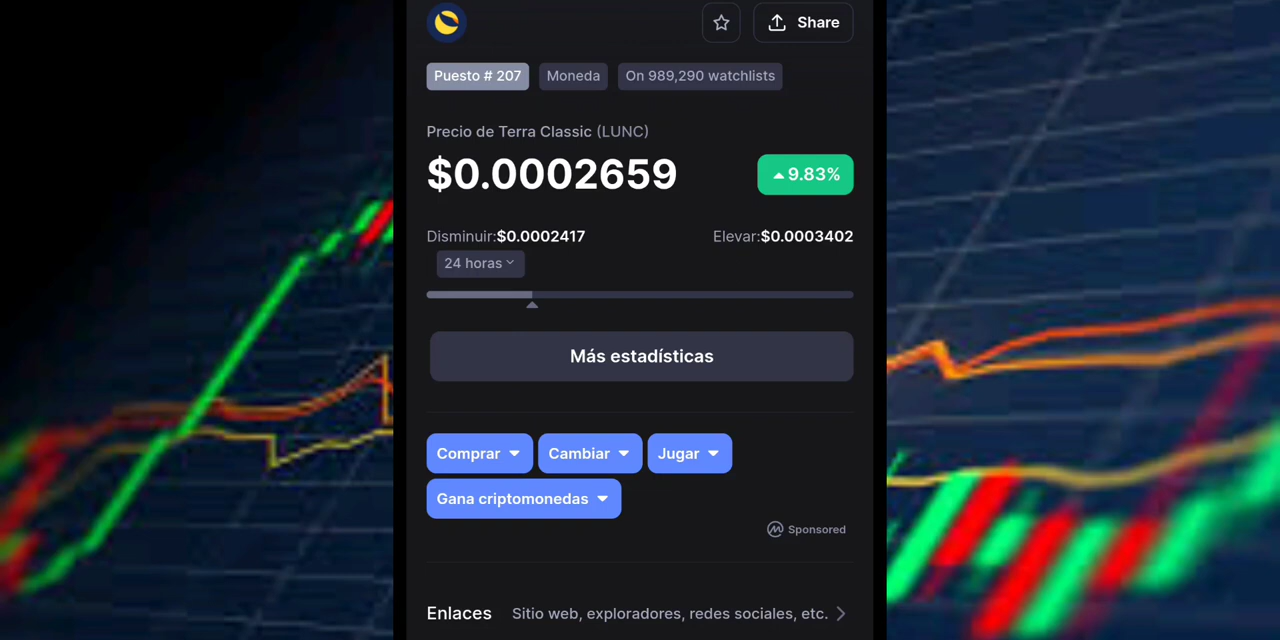 Share
Puesto # 207 Moneda On 989,290 watchlists
Precio de Terra Classic (LUNC)
$0.0002659 9.83%
Disminuir:$0.0002417 Elevar:$0.0003402
24 horas
Más estadísticas
Comprar Cambiar Jugar
Gana criptomonedas
Sponsored
Enlaces Sitio web, exploradores, redes sociales, etc.